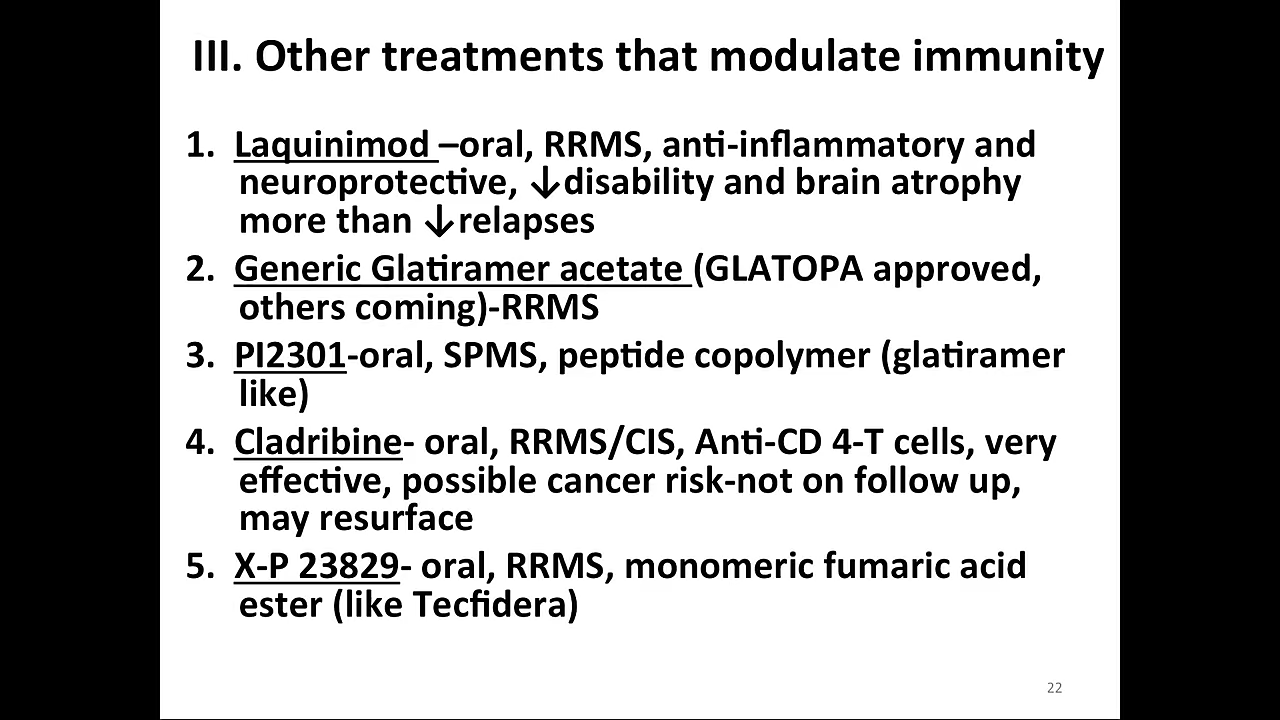 III. Other treatments that modulate immunity
1. Laquinimod –oral, RRMS, anti-inflammatory and
neuroprotective, ↓disability and brain atrophy
more than ↓relapses
2. Generic Glatiramer acetate (GLATOPA approved,
others coming)-RRMS
3. PI2301-oral, SPMS, peptide copolymer (glatiramer
like)
4. Cladribine- oral, RRMS/CIS, Anti-CD 4-T cells, very
effective, possible cancer risk-not on follow up,
may resurface
5. X-P 23829- oral, RRMS, monomeric fumaric acid
ester (like Tecfidera)
22